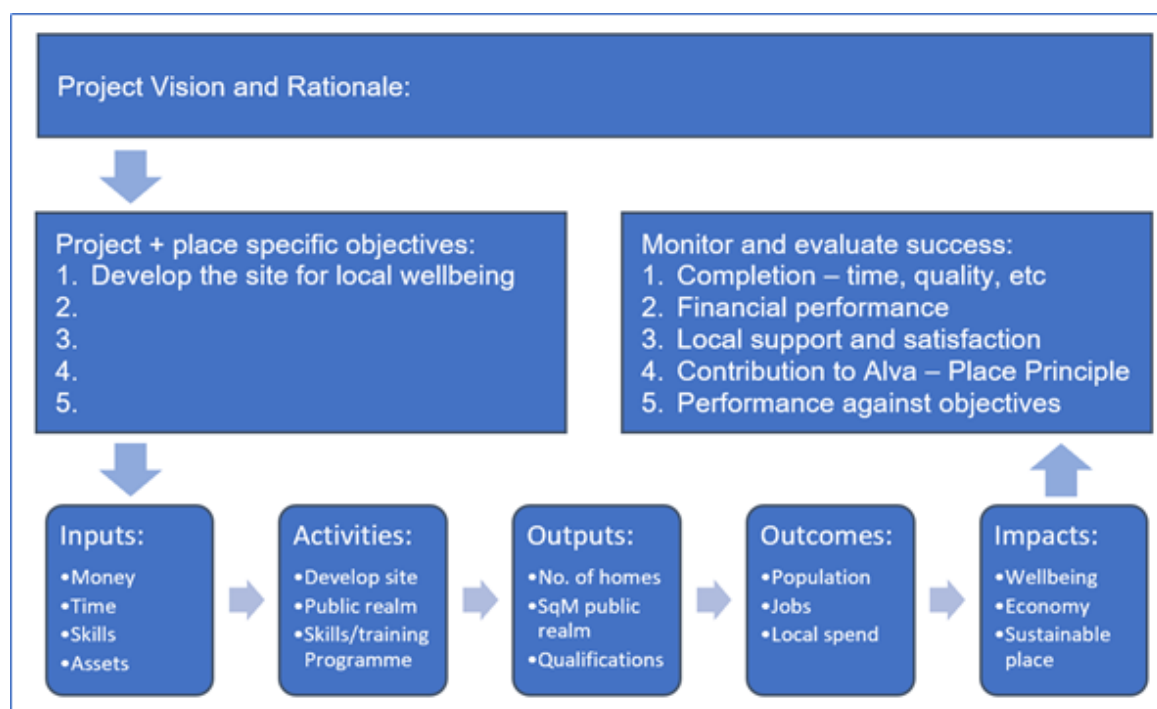 Project Vision and Rationale:
Project + place specific objectives:
1. Develop the site for local wellbeing
2.
3.
4.
5.
Monitor and evaluate success:
1. Completion – time, quality, etc
2. Financial performance
3. Local support and satisfaction
4. Contribution to Alva – Place Principle
5. Performance against objectives
Inputs:
•Money
•Time
•Skills
•Assets
Activities:
•Develop site
•Public realm
•Skills/training
Programme
Outputs:
•No. of homes
•SqM public
realm
•Qualifications
Outcomes:
•Population
•Jobs
•Local spend
Impacts:
•Wellbeing
•Economy
•Sustainable
place